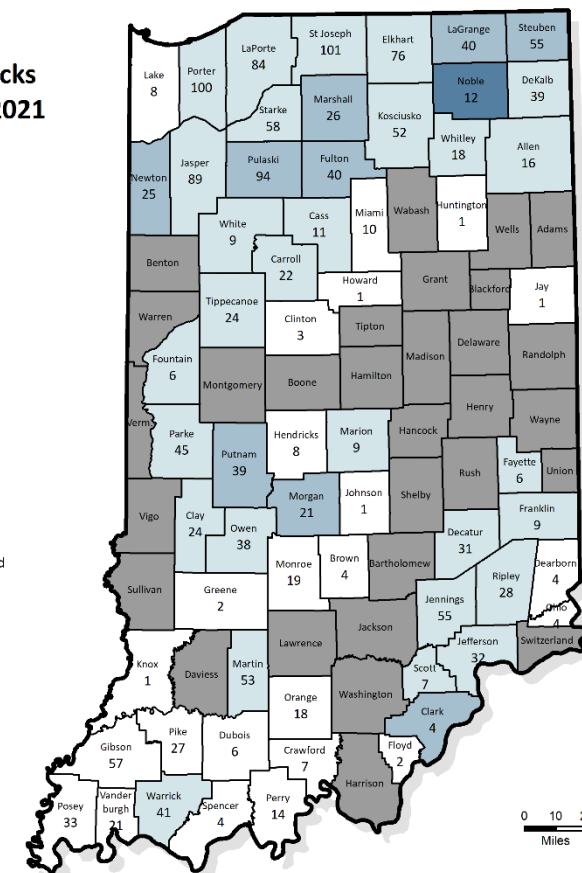 cks
2021
St Joseph
101
LaPorte
84
Elkhart
76
LaGrange
40
Steuben
55
Lake
8
Porter
100
Noble
12
DeKalb
39
Marshall
26
Starke
58
Kosciusko
52
Whitley
18
Allen
16
Newton
25
Jasper
89
Pulaski
94
Fulton
40
Miami
10
Wabash
Huntington
1
Wells
Adams
White
9
Cass
11
Carroll
22
Benton
Howard
1
Grant
Blackford
Jay
1
Warren
Tippecanoe
24
Clinton
3
Tipton
Madison
Delaware
Randolph
Fountain
6
Montgomery
Boone
Hamilton
Henry
Wayne
Verm.
Parke
45
Putnam
39
Hendricks
8
Marion
9
Hancock
Rush
Fayette
6
Union
Vigo
Clay
24
Owen
38
Morgan
21
Johnson
1
Shelby
Decatur
31
Franklin
9
d
Sullivan
Greene
2
Monroe
19
Brown
4
Bartholomew
Jennings
55
Ripley
28
Dearborn
4
Ohio
4
Knox
1
Daviess
Martin
53
Lawrence
Jackson
Scott
7
Jefferson
32
Switzerland
Orange
18
Washington
Clark
4
Gibson
57
Pike
27
Dubois
6
Crawford
7
Floyd
2
Harrison
Posey
33
Vander
burgh
21
Warrick
41
Spencer
4
Perry
14
0 10 2
Miles